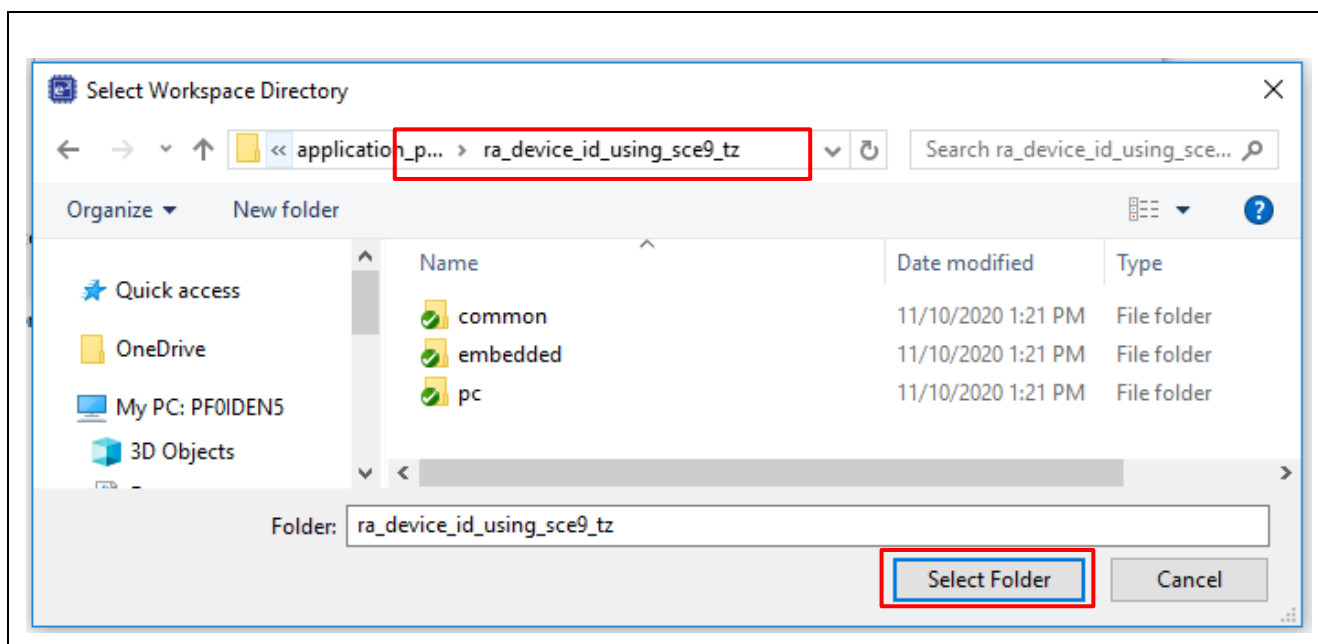 Select Workspace Directory
« application_p... > ra_device_id_using_sce9_tz
Search ra_device_id_using_sce...
Organize
New folder
Name
Date modified
Type
Quick access
OneDrive
My PC: PF0IDEN5
3D Objects
common 11/10/2020 1:21 PM File folder
embedded 11/10/2020 1:21 PM File folder
pc 11/10/2020 1:21 PM File folder
Folder: ra_device_id_using_sce9_tz
Select Folder
Cancel